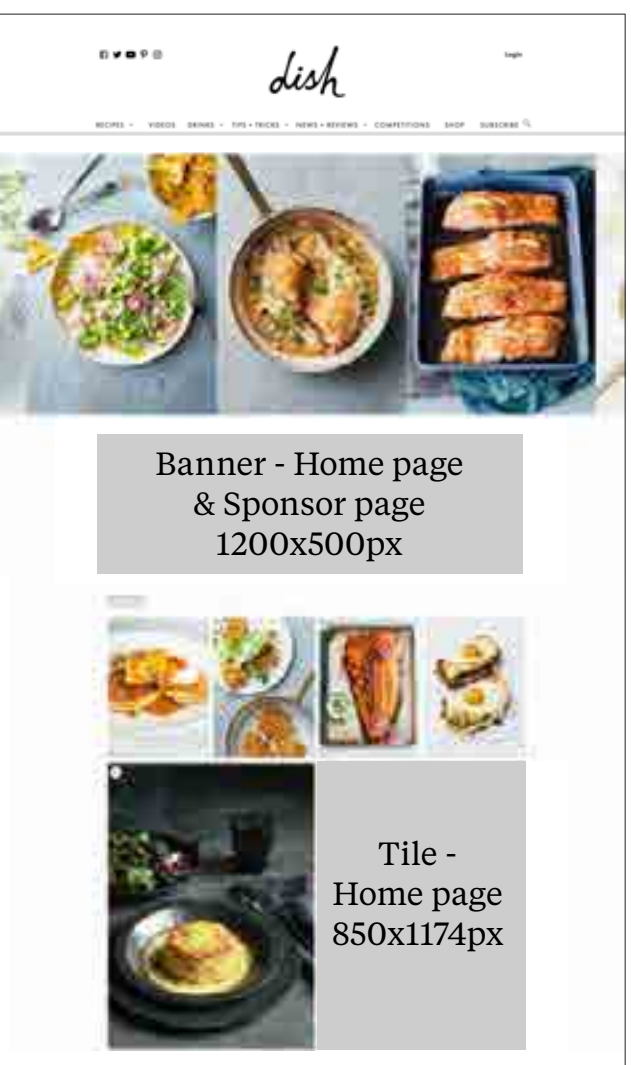 dish
Login
RECIPES VIDEOS DRINKS TIPS + TRICKS NEWS + REVIEWS COMPETITIONS SHOP SUBSCRIBE
Banner - Home page
& Sponsor page
1200x500px
Tile -
Home page
850x1174px